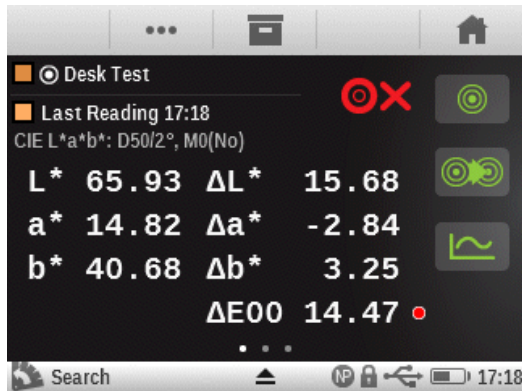 Desk Test
Last Reading 17:18
CIE L*a*b*: D50/2°, M0(No)
L* 65.93 ΔL* 15.68
a* 14.82 Δa* -2.84
b* 40.68 Δb* 3.25
ΔE00 14.47
Search NP 17:18